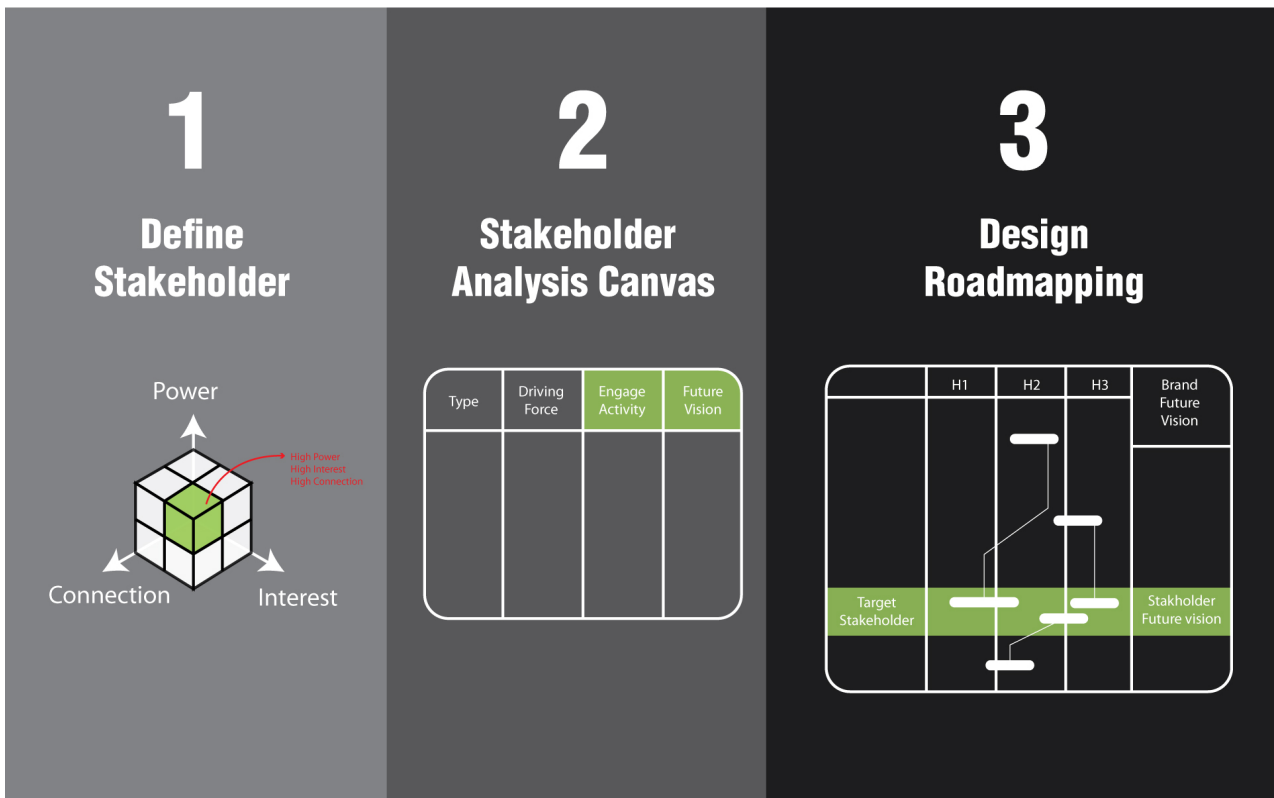 1
Define
Stakeholder
Power
High Power
High Interest
High Connection
Connection
Interest
2
Stakeholder
Analysis Canvas
Type
Driving
Force
Engage
Activity
Future
Vision
3
Design
Roadmapping
H1
H2
H3
Brand
Future
Vision
Target
Stakeholder
Stakholder
Future vision